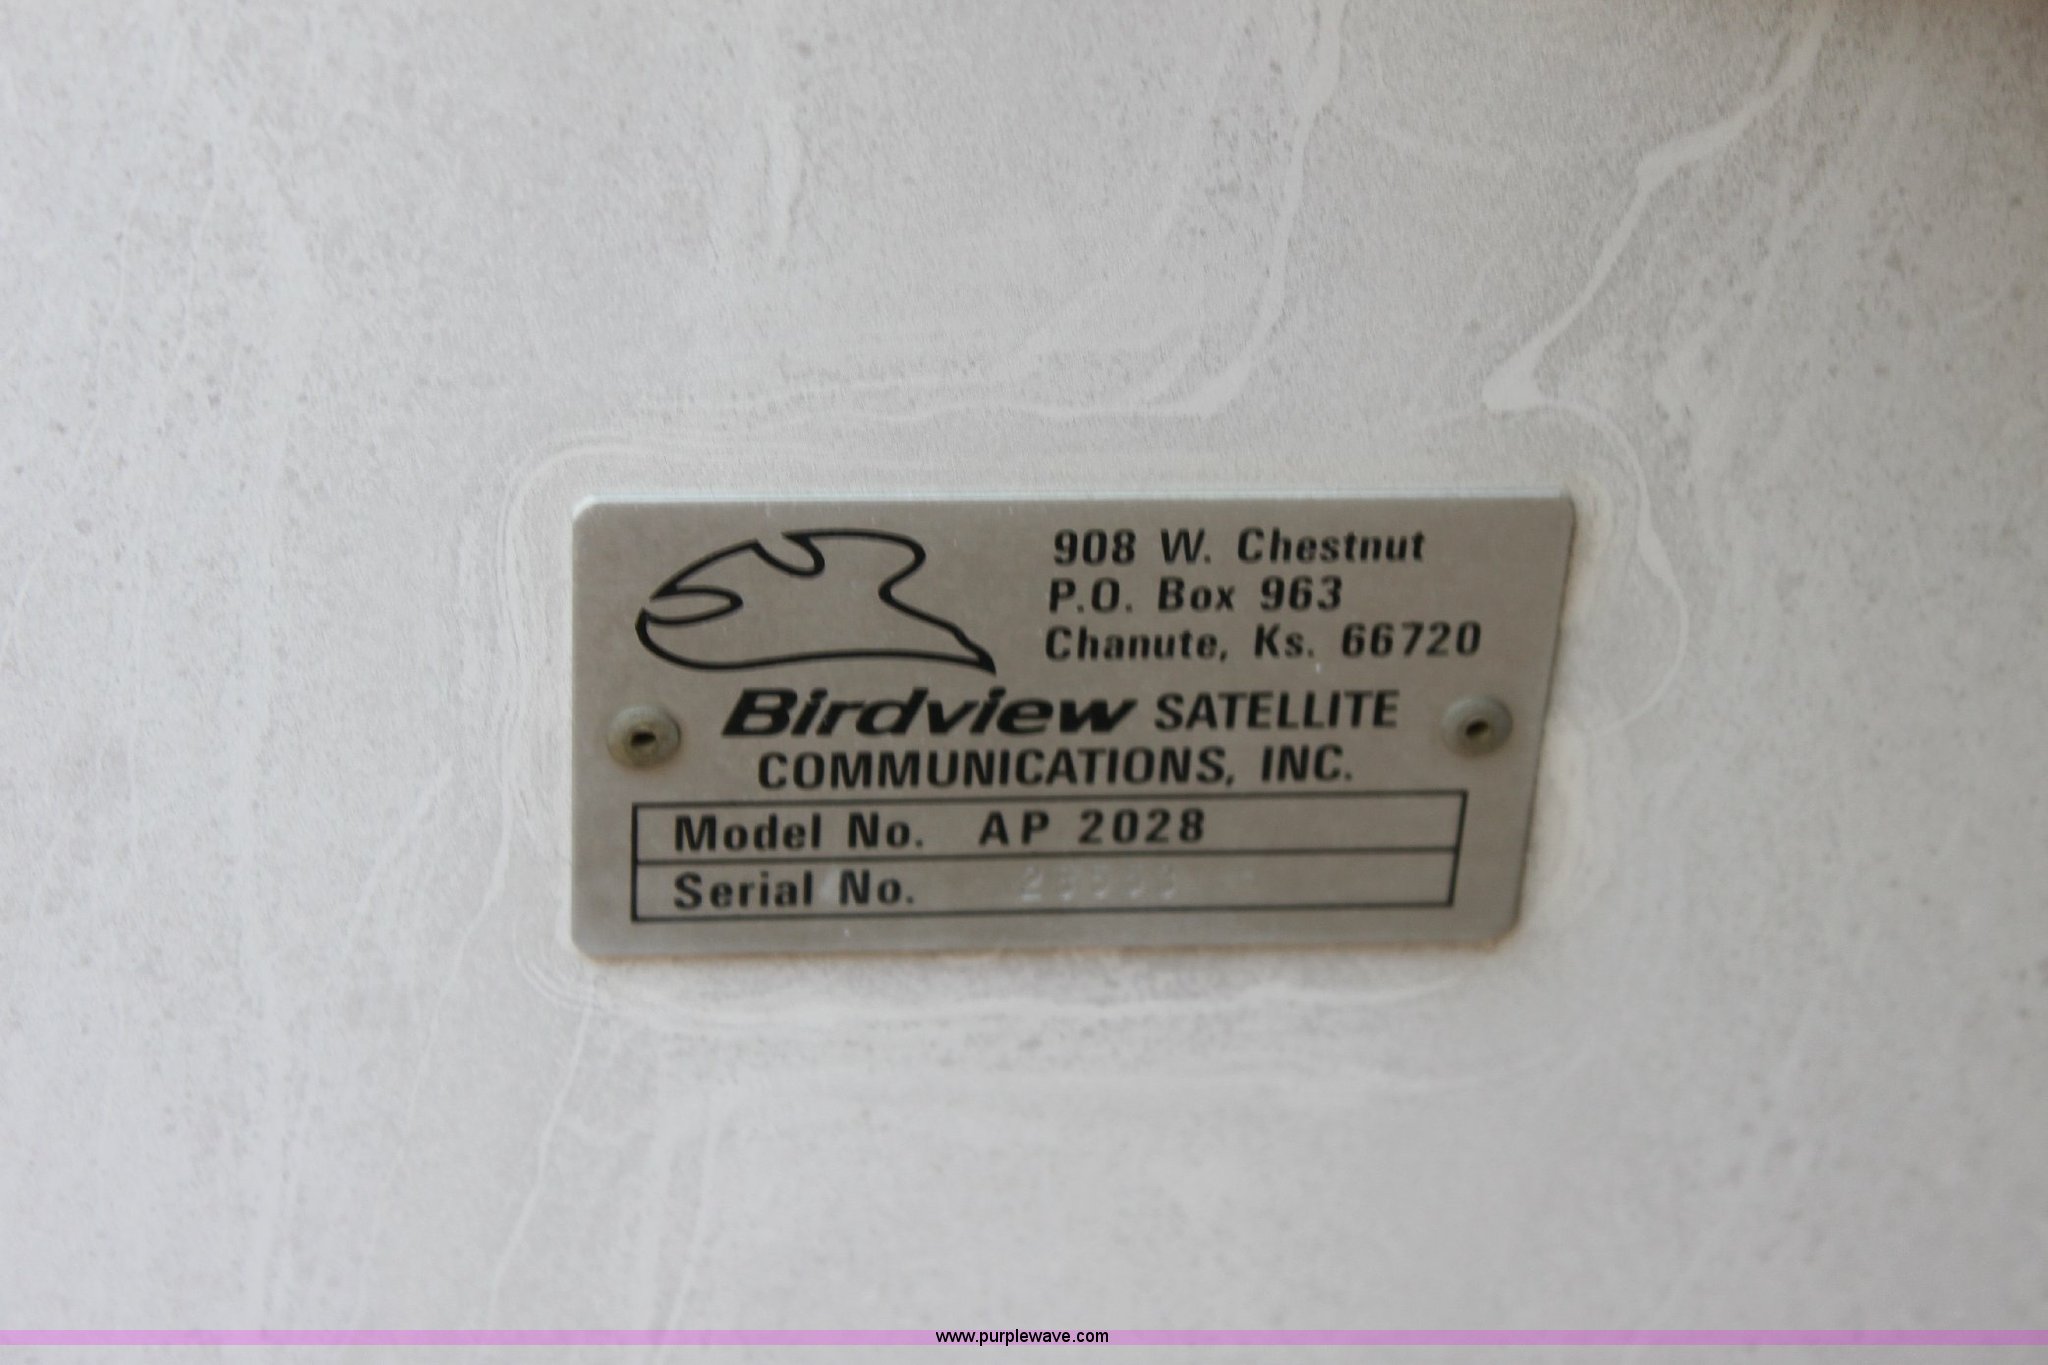 908 W. Chestnut
P.O. Box 963
Chanute, Ks. 66720
Birdview SATELLITE
COMMUNICATIONS, INC.
Model No. AP 2028
Serial No.
www.purplewave.com